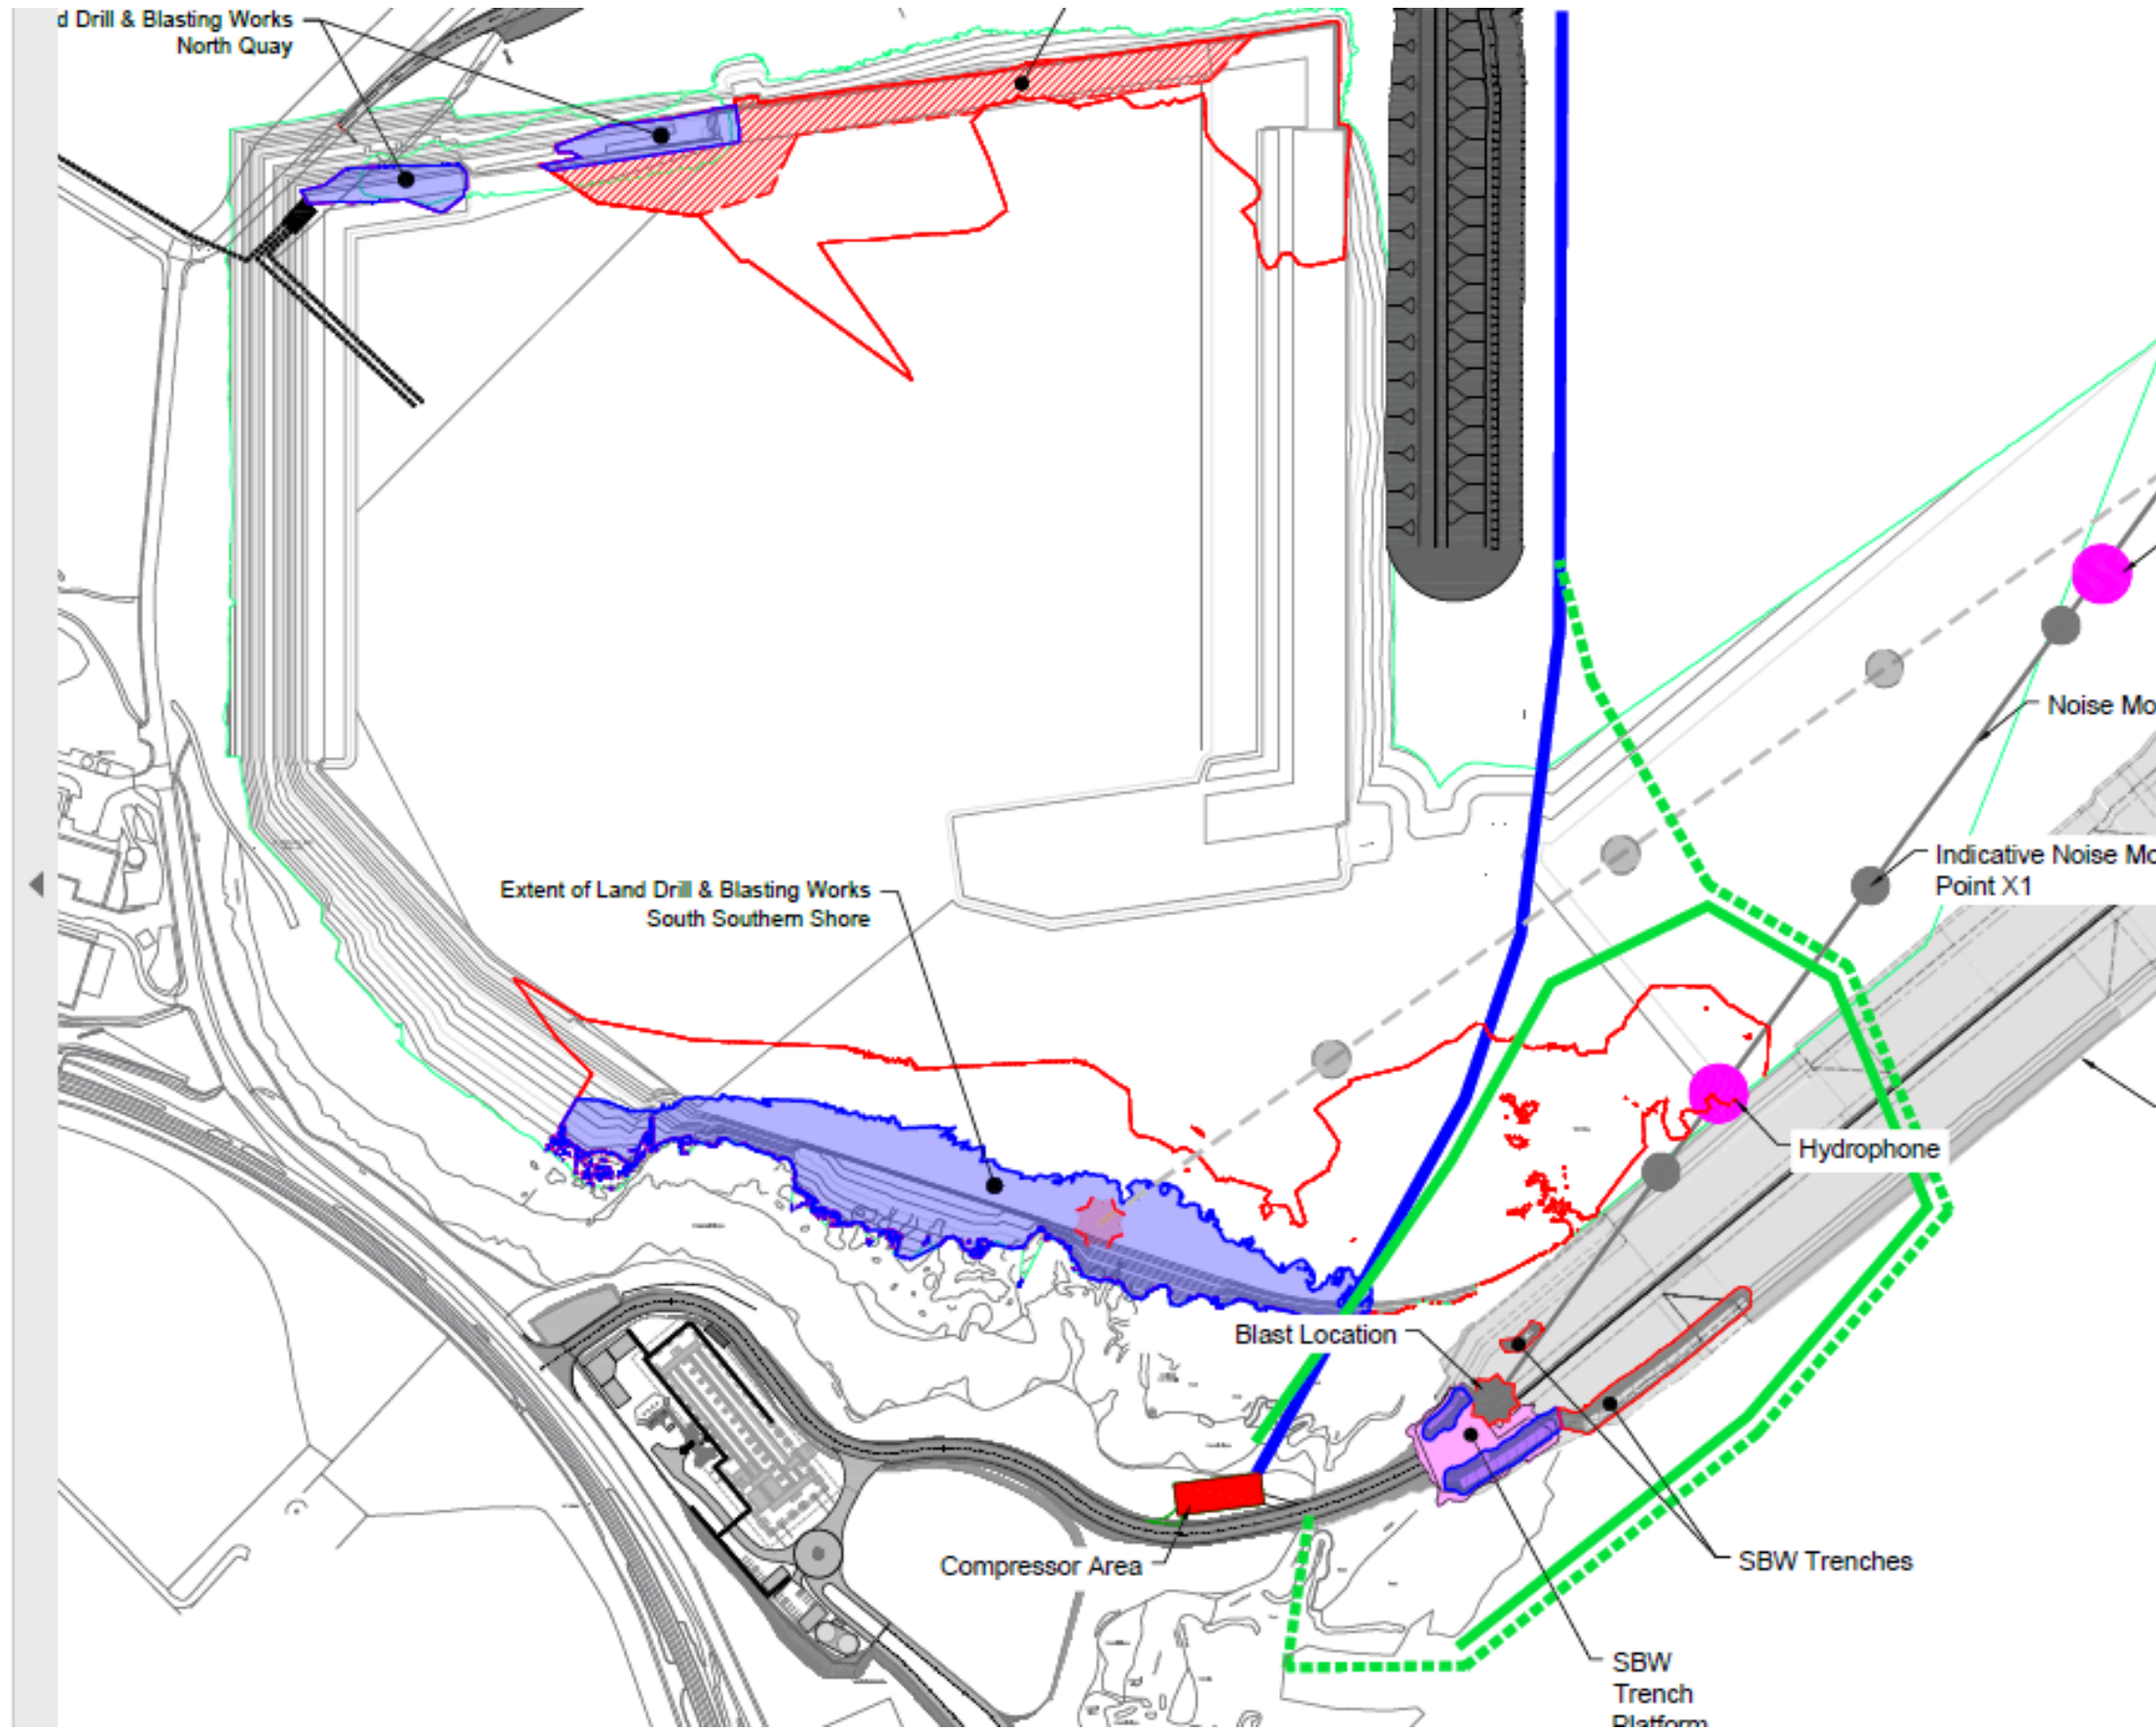 d Drill & Blasting Works
North Quay
Noise Mo
Indicative Noise Mo
Point X1
Extent of Land Drill & Blasting Works
South Southern Shore
Hydrophone
Blast Location
Compressor Area
SBW Trenches
SBW
Trench
Platform